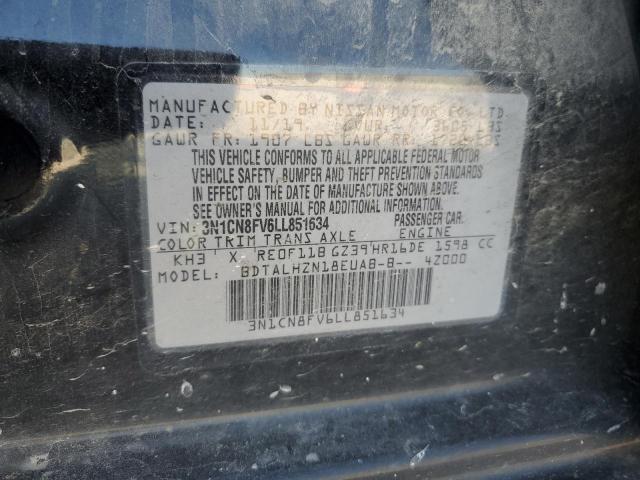 MANUFACTURED BY NISSAN MOTOR CO. LTD
DATE: 11/19 GVWR:
GAWR FR: 1907 LBS GAWR RR: LBS
THIS VEHICLE CONFORMS TO ALL APPLICABLE FEDERAL MOTOR
VEHICLE SAFETY, BUMPER AND THEFT PREVENTION STANDARDS
IN EFFECT ON THE DATE OF MANUFACTURE SHOWN ABOVE.
SEE OWNER'S MANUAL FOR ADDITIONAL INFORMATION.
VIN: 3N1CN8FV6LL851634 PASSENGER CAR.
COLOR TRIM TRANS AXLE ENGINE
KH3 X RE0F11B GZ39 HR16DE 1598 CC
MODEL: BDTALHZN18EUAB-B-- 4Z000
3N1CN8FV6LL851634